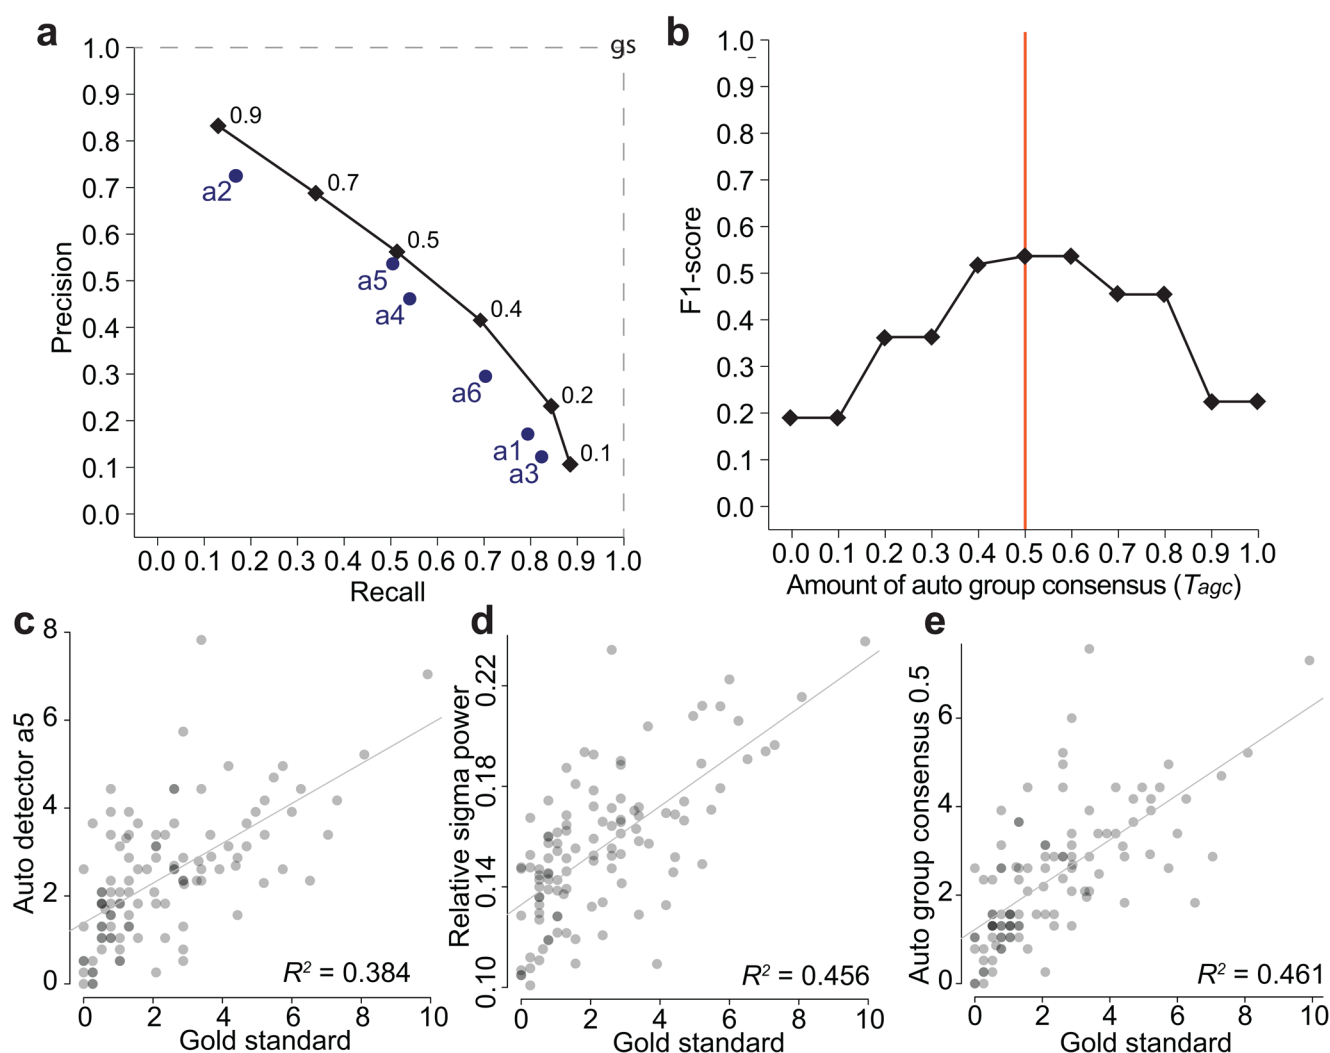 a
1.0
0.9
0.8
0.7
0.6
0.5
0.4
0.3
0.2
0.1
0.0
Precision
gs
0.9
0.7
0.5
0.4
0.2
0.1
a2
a5
a4
a6
a1
a3
0.0 0.1 0.2 0.3 0.4 0.5 0.6 0.7 0.8 0.9 1.0
Recall
b
1.0
0.9
0.8
0.7
0.6
0.5
0.4
0.3
0.2
0.1
0.0
F1-score
0.0 0.1 0.2 0.3 0.4 0.5 0.6 0.7 0.8 0.9 1.0
Amount of auto group consensus (Tagc)
c
8
6
4
2
0
Auto detector a5
R² = 0.384
0 2 4 6 8 10
Gold standard
d
0.22
0.18
0.14
0.10
Relative sigma power
R² = 0.456
0 2 4 6 8 10
Gold standard
e
6
4
2
0
Auto group consensus 0.5
R² = 0.461
0 2 4 6 8 10
Gold standard